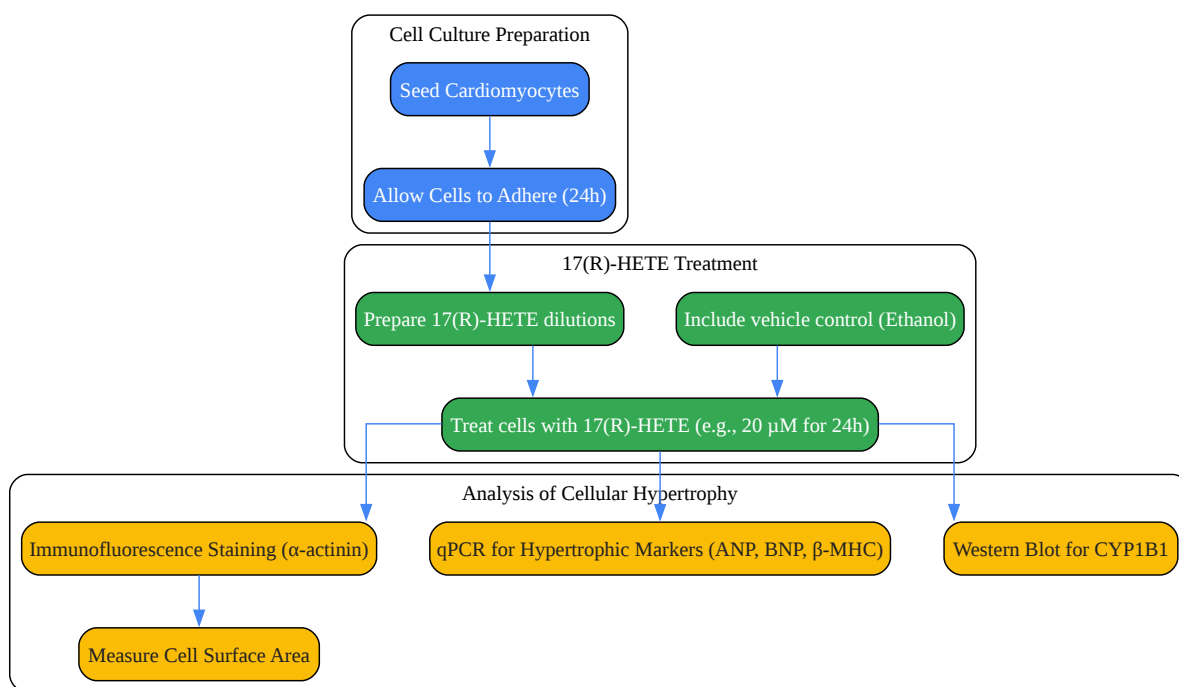 Cell Culture Preparation
Seed Cardiomyocytes
Allow Cells to Adhere (24h)
17(R)-HETE Treatment
Prepare 17(R)-HETE dilutions
Include vehicle control (Ethanol)
Treat cells with 17(R)-HETE (e.g., 20 µM for 24h)
Analysis of Cellular Hypertrophy
Immunofluorescence Staining (α-actinin)
qPCR for Hypertrophic Markers (ANP, BNP, β-MHC)
Western Blot for CYP1B1
Measure Cell Surface Area